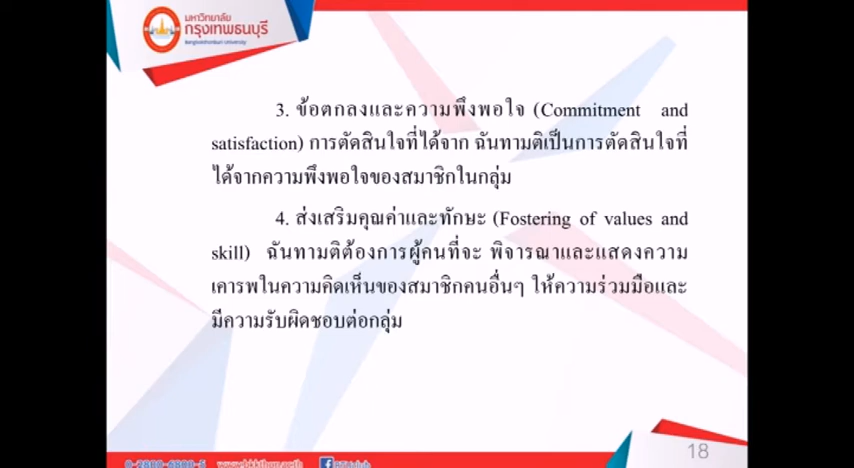 มหาวิทยาลัย
กรุงเทพธนบุรี
Bangkokthonburi University
3. ข้อตกลงและความพึงพอใจ (Commitment and
satisfaction) การตัดสินใจที่ได้จาก ฉันทามติเป็นการตัดสินใจที่
ได้จากความพึงพอใจของสมาชิกในกลุ่ม
4. ส่งเสริมคุณค่าและทักษะ (Fostering of values and
skill) ฉันทามติต้องการผู้คนที่จะ พิจารณาและแสดงความ
เคารพในความคิดเห็นของสมาชิกคนอื่นๆ ให้ความร่วมมือและ
มีความรับผิดชอบต่อกลุ่ม
18